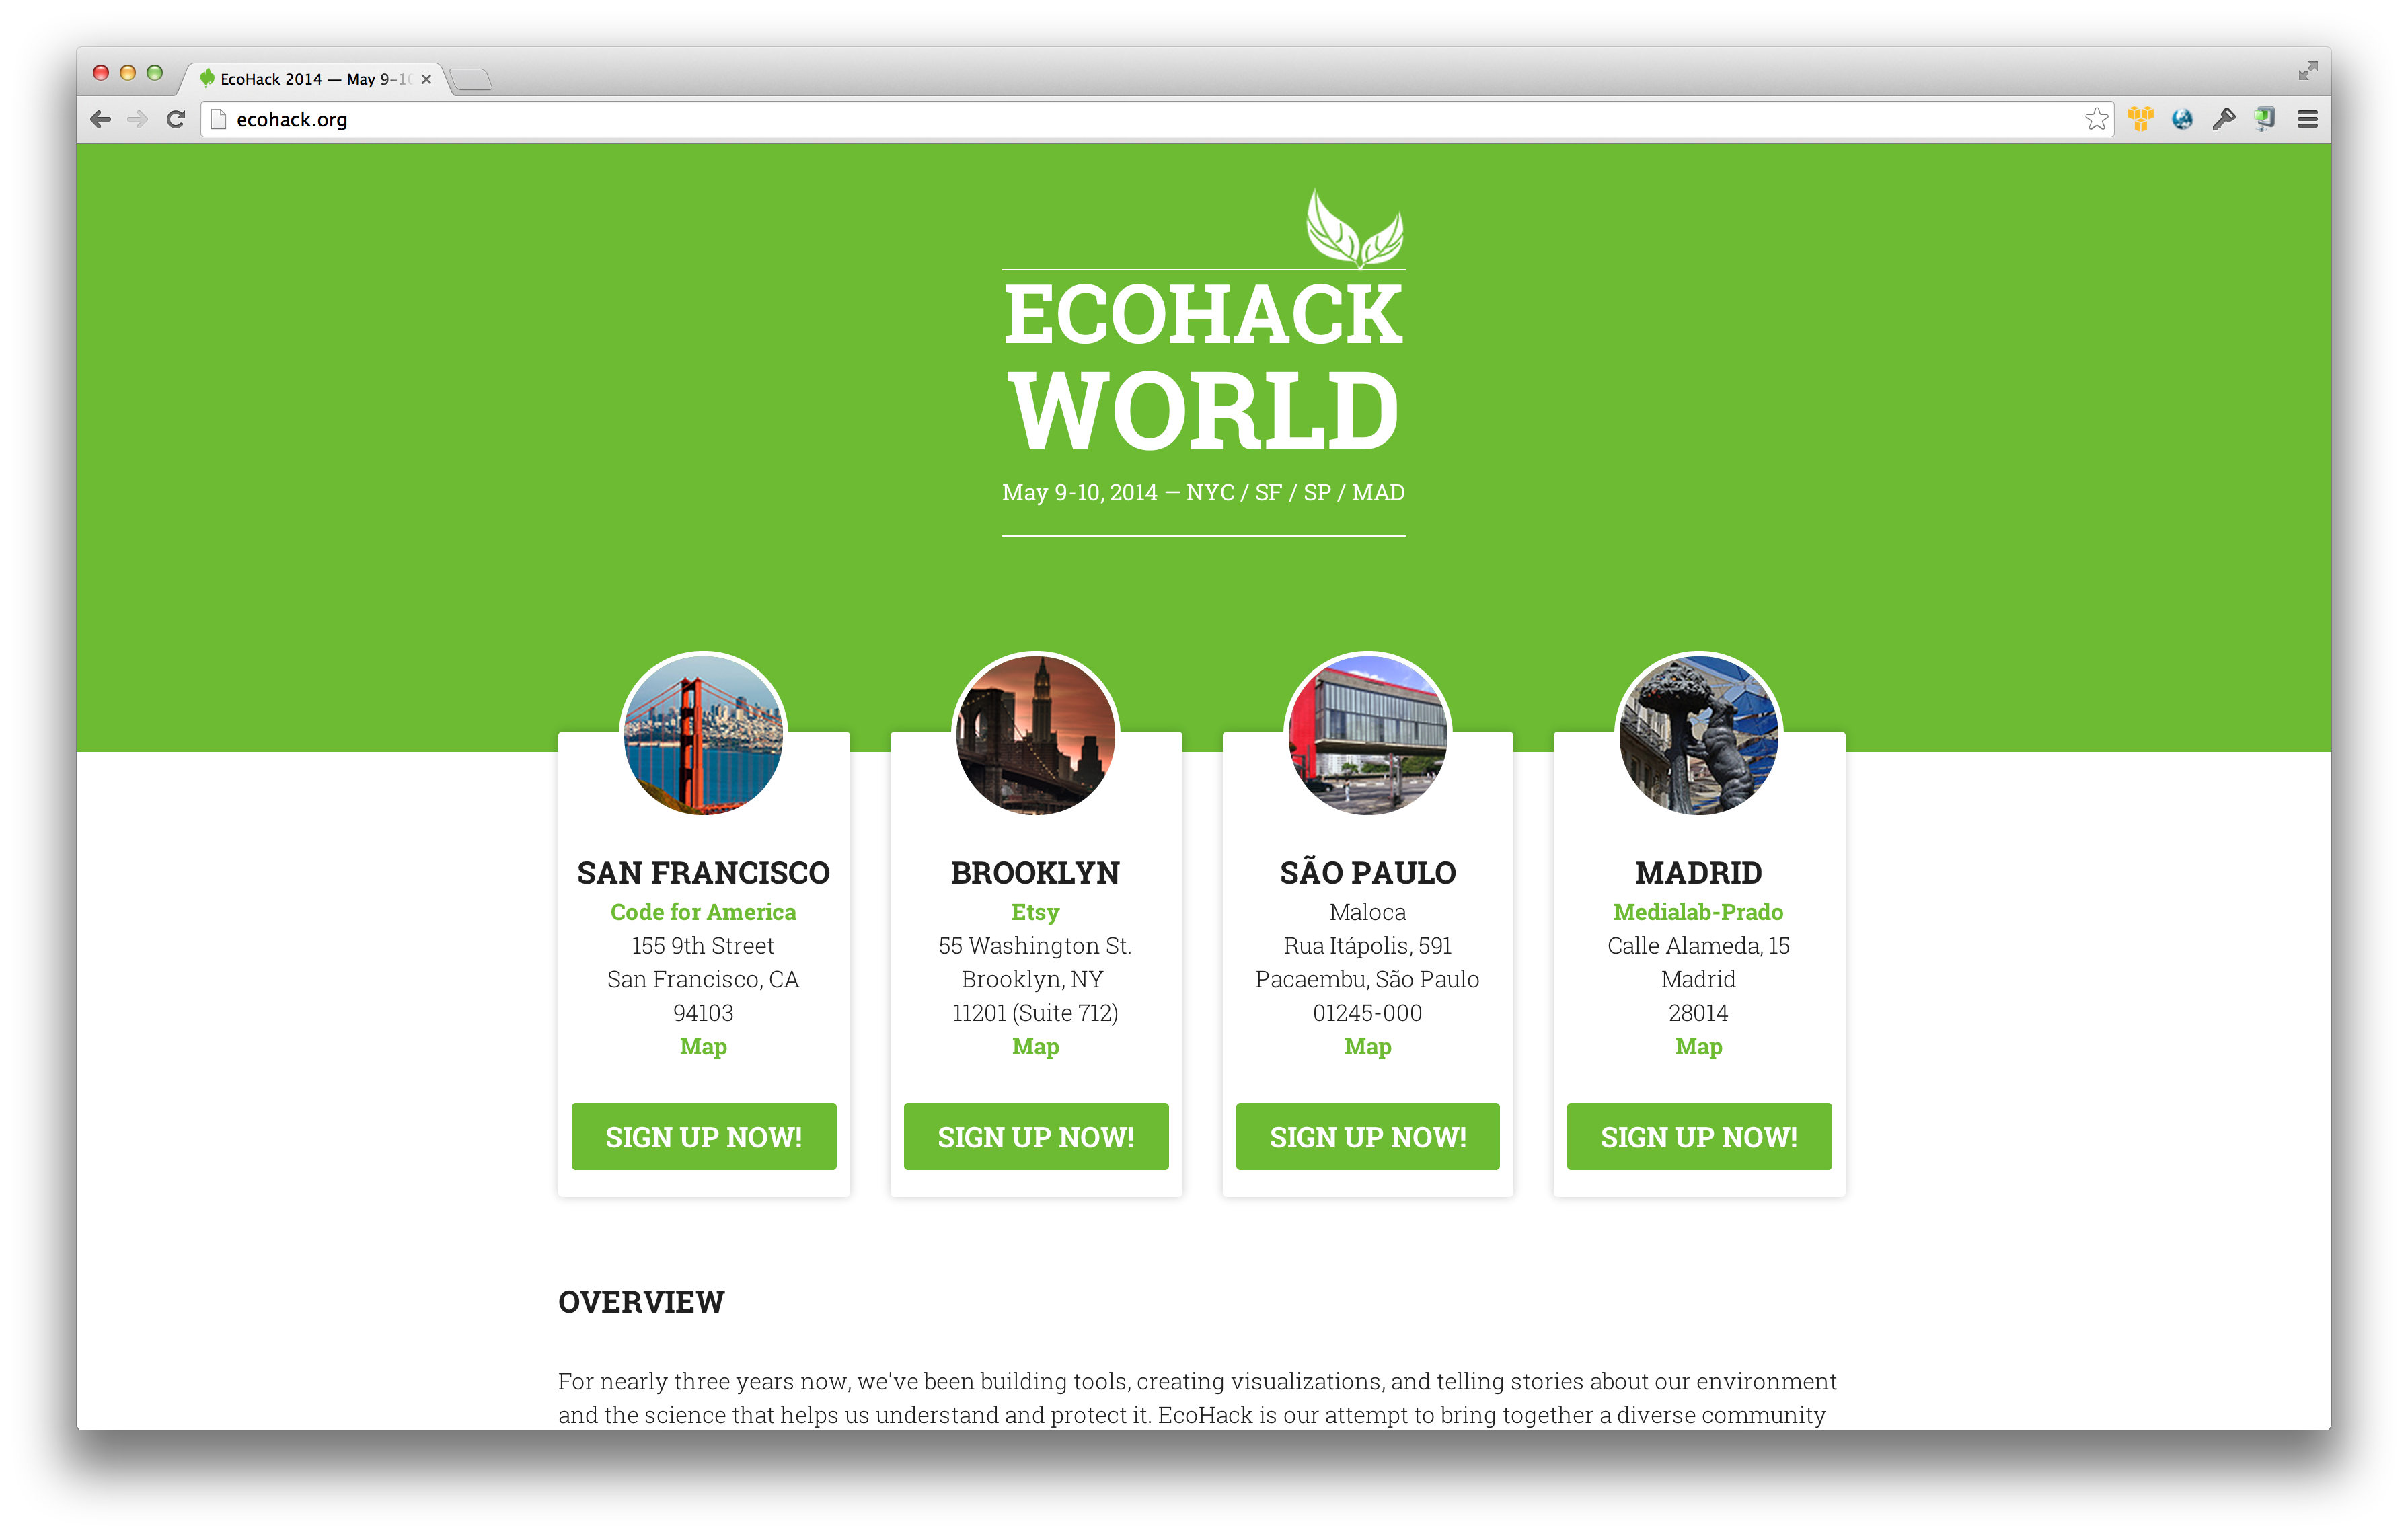 EcoHack 2014 — May 9-10
ecohack.org
ECOHACK
WORLD
May 9-10, 2014 — NYC / SF / SP / MAD
SAN FRANCISCO
Code for America
155 9th Street
San Francisco, CA
94103
Map
SIGN UP NOW!
BROOKLYN
Etsy
55 Washington St.
Brooklyn, NY
11201 (Suite 712)
Map
SIGN UP NOW!
SÃO PAULO
Maloca
Rua Itápolis, 591
Pacaembu, São Paulo
01245-000
Map
SIGN UP NOW!
MADRID
Medialab-Prado
Calle Alameda, 15
Madrid
28014
Map
SIGN UP NOW!
OVERVIEW
For nearly three years now, we've been building tools, creating visualizations, and telling stories about our environment
and the science that helps us understand and protect it. EcoHack is our attempt to bring together a diverse community